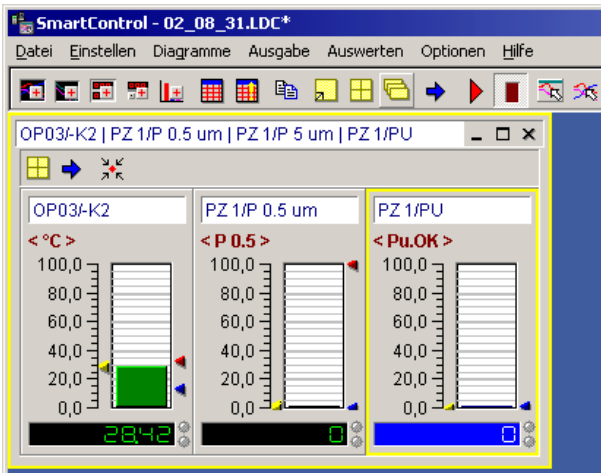 SmartControl - 02_08_31.LDC*
Datei Einstellen Diagramme Ausgabe Auswerten Optionen Hilfe
OP03/-K2 | PZ 1/P 0.5 um | PZ 1/P 5 um | PZ 1/PU
OP03/-K2 PZ 1/P 0.5 um PZ 1/PU
< °C > < P 0.5 > < Pu.OK >
100,0 100,0 100,0
80,0 80,0 80,0
60,0 60,0 60,0
40,0 40,0 40,0
20,0 20,0 20,0
0,0 0,0 0,0
28.42 0 0